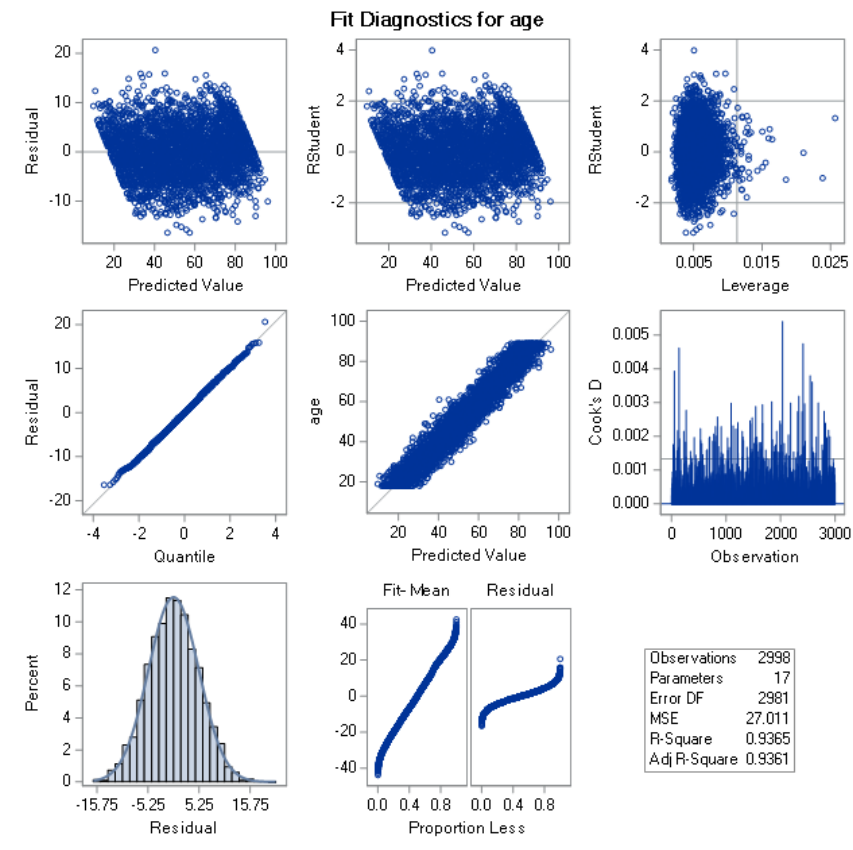 Fit Diagnostics for age
Residual
20
10
0
-10
20 40 60 80 100
Predicted Value
RStudent
4
2
0
-2
20 40 60 80 100
Predicted Value
RStudent
4
2
0
-2
0.005 0.015 0.025
Leverage
Residual
20
10
0
-10
-20
-4 -2 0 2 4
Quantile
age
100
80
60
40
20
20 40 60 80 100
Predicted Value
Cook's D
0.005
0.004
0.003
0.002
0.001
0.000
0 1000 2000 3000
Observation
Percent
12
10
8
6
4
2
0
-15.75 -5.25 5.25 15.75
Residual
Fit-Mean Residual
40
20
0
-20
-40
0.0 0.4 0.8 0.0 0.4 0.8
Proportion Less
Observations 2998
Parameters 17
Error DF 2981
MSE 27.011
R-Square 0.9365
Adj R-Square 0.9361